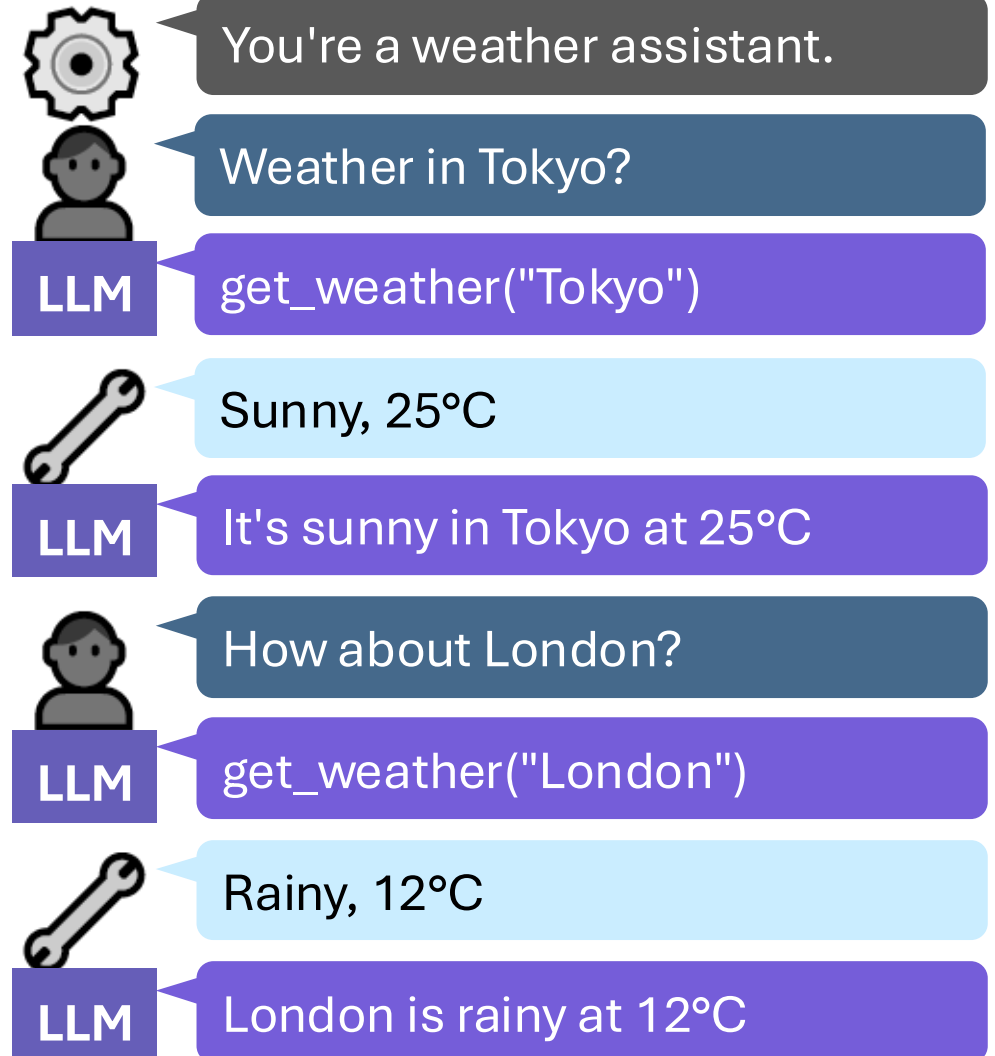 You're a weather assistant.
Weather in Tokyo?
LLM
get_weather("Tokyo")
Sunny, 25°C
LLM
It's sunny in Tokyo at 25°C
How about London?
LLM
get_weather("London")
Rainy, 12°C
LLM
London is rainy at 12°C